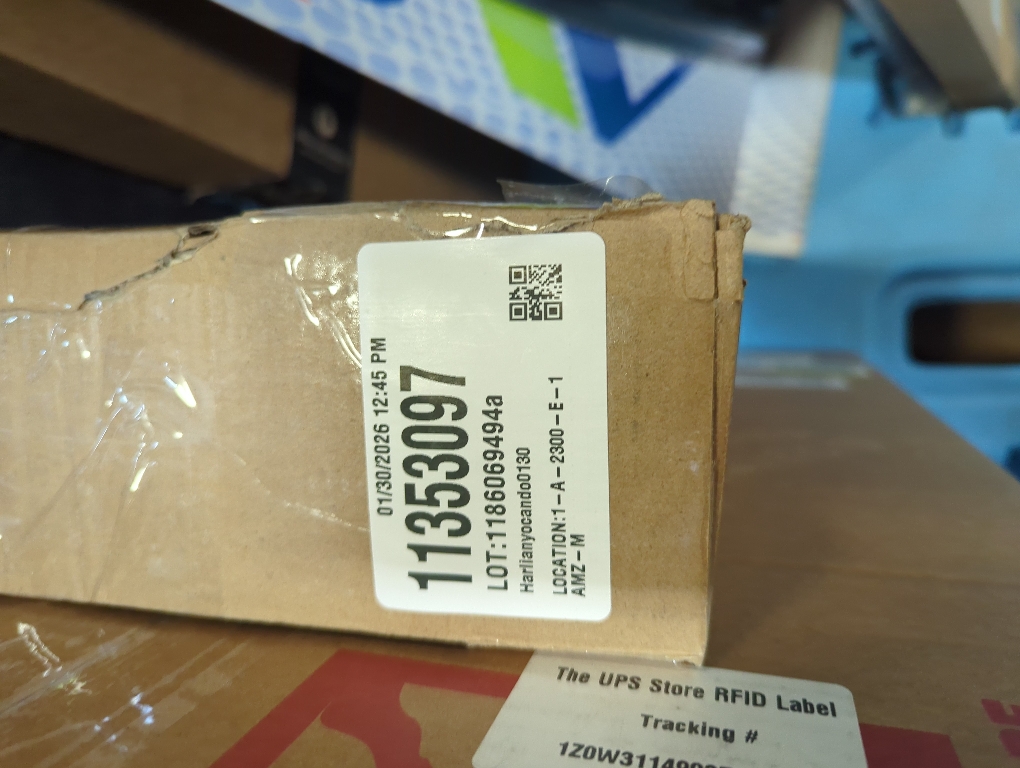 01/30/2026 12:45 PM
11353097
LOT:1186069494a
Harlianyocando0130
LOCATION:1-A-2300-E-1
AMZ-M
The UPS Store RFID Label
Tracking #